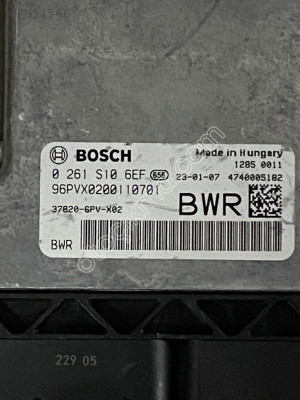 BOSCH
Made in Hungary
1285 0011
0 261 S10 6EF 656 23-01-07 4740005182
96PVX0200110701
37820-6PV-X02
BWR
BWR
229 05